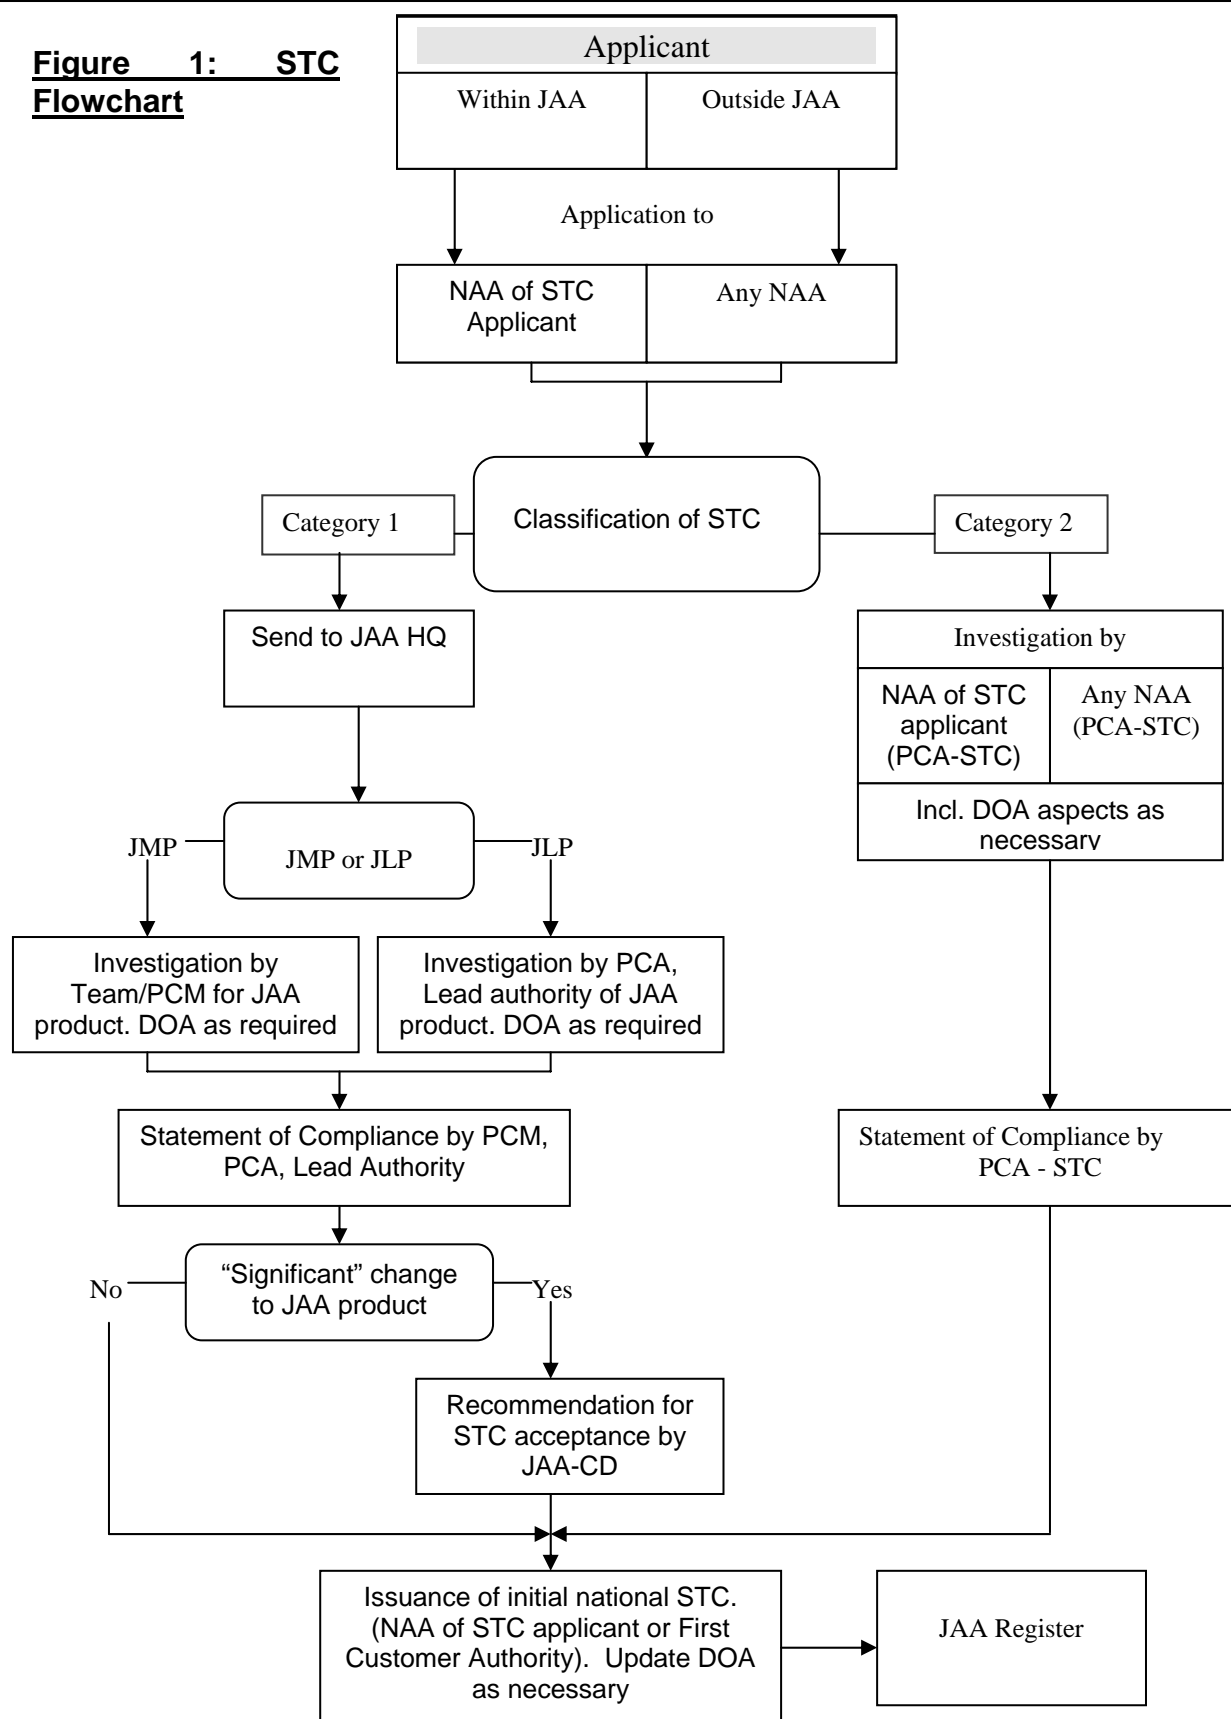 Figure 1: STC
Flowchart
Applicant
Within JAA
Outside JAA
Application to
NAA of STC
Applicant
Any NAA
Classification of STC
Category 1
Category 2
Send to JAA HQ
Investigation by
NAA of STC
applicant
(PCA-STC)
Any NAA
(PCA-STC)
Incl. DOA aspects as
necessary
JMP
JMP or JLP
JLP
Investigation by
Team/PCM for JAA
product. DOA as required
Investigation by PCA,
Lead authority of JAA
product. DOA as required
Statement of Compliance by PCM,
PCA, Lead Authority
Statement of Compliance by
PCA - STC
No
“Significant” change
to JAA product
Yes
Recommendation for
STC acceptance by
JAA-CD
Issuance of initial national STC.
(NAA of STC applicant or First
Customer Authority). Update DOA
as necessary
JAA Register